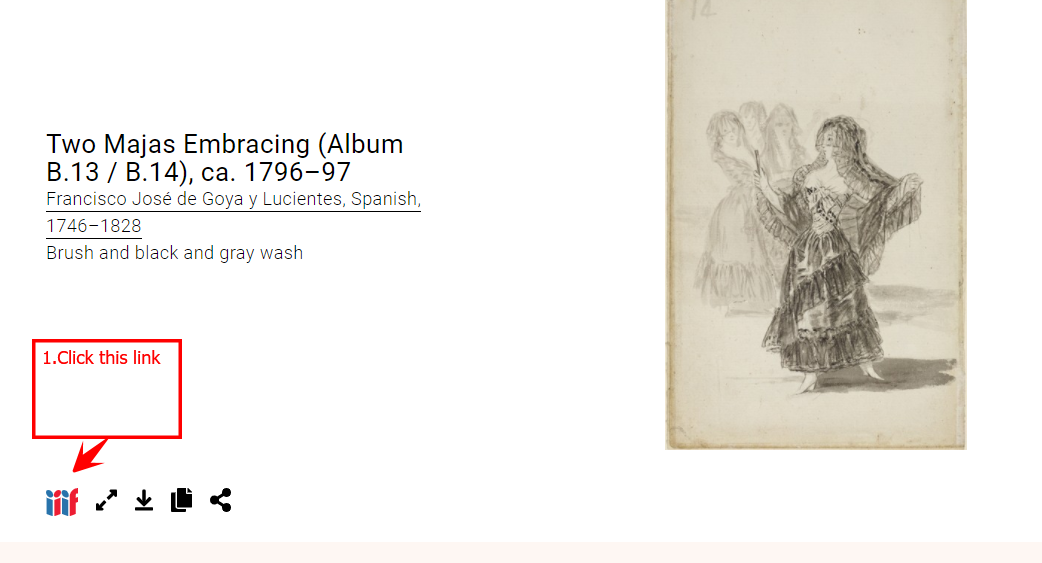 14
Two Majas Embracing (Album
B.13 / B.14), ca. 1796–97
Francisco José de Goya y Lucientes, Spanish,
1746–1828
Brush and black and gray wash
1.Click this link
iiif